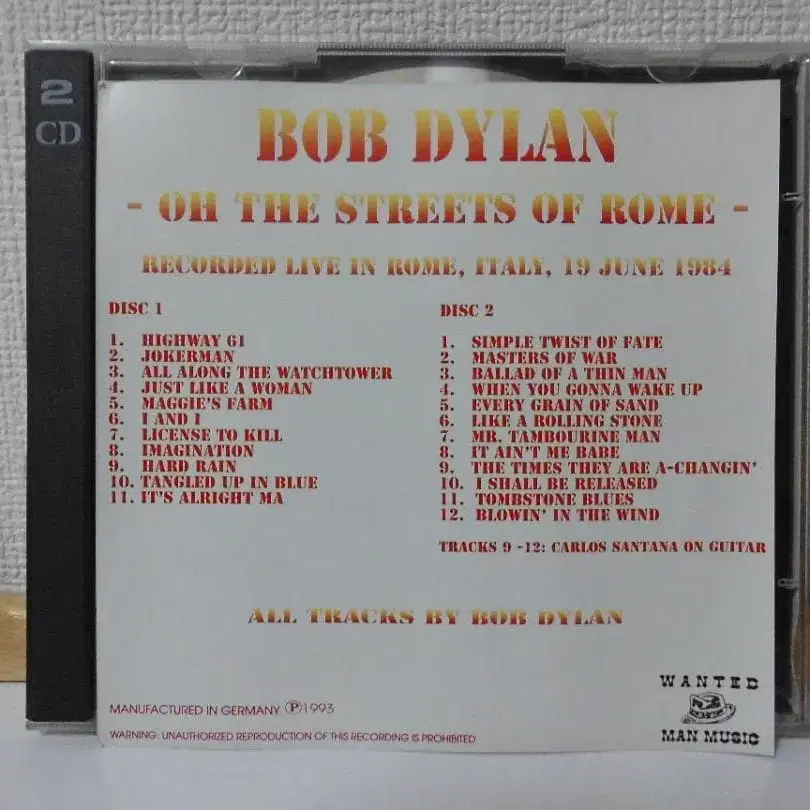 2
CD
BOB DYLAN
- OH THE STREETS OF ROME -
RECORDED LIVE IN ROME, ITALY, 19 JUNE 1984
DISC 1
1. HIGHWAY 61
2. JOKERMAN
3. ALL ALONG THE WATCHTOWER
4. JUST LIKE A WOMAN
5. MAGGIE'S FARM
6. I AND I
7. LICENSE TO KILL
8. IMAGINATION
9. HARD RAIN
10. TANGLED UP IN BLUE
11. IT'S ALRIGHT MA
DISC 2
1. SIMPLE TWIST OF FATE
2. MASTERS OF WAR
3. BALLAD OF A THIN MAN
4. WHEN YOU GONNA WAKE UP
5. EVERY GRAIN OF SAND
6. LIKE A ROLLING STONE
7. MR. TAMBOURINE MAN
8. IT AIN'T ME BABE
9. THE TIMES THEY ARE A-CHANGIN'
10. I SHALL BE RELEASED
11. TOMBSTONE BLUES
12. BLOWIN' IN THE WIND
TRACKS 9 -12: CARLOS SANTANA ON GUITAR
ALL TRACKS BY BOB DYLAN
MANUFACTURED IN GERMANY ℗1993
WARNING: UNAUTHORIZED REPRODUCTION OF THIS RECORDING IS PROHIBITED
WANTED
MAN MUSIC